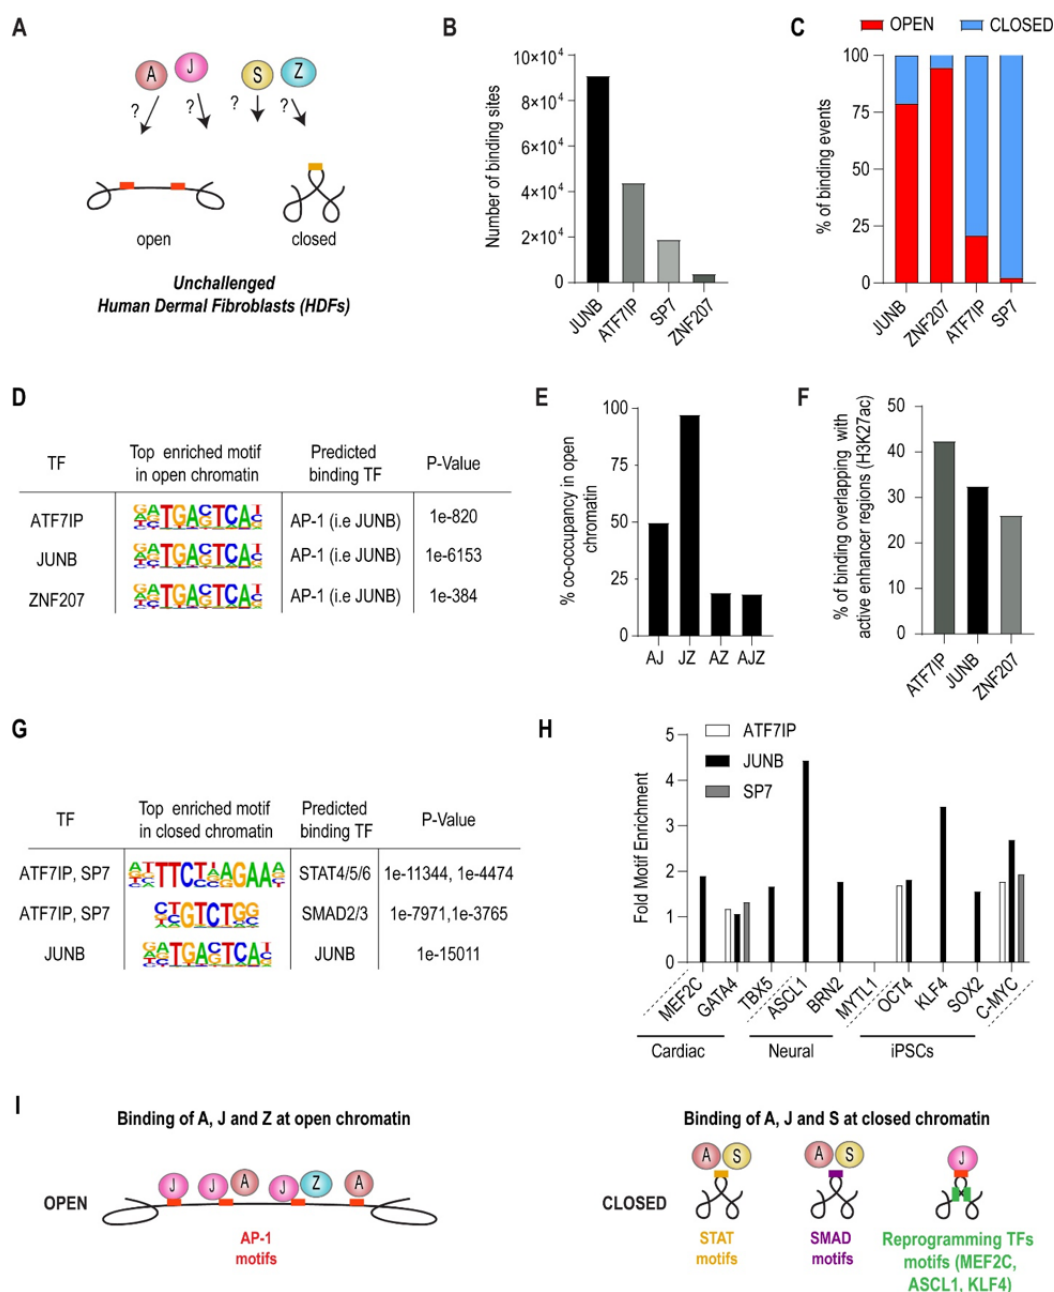 A
A J S Z
? ? ? ?
open closed
Unchallenged
Human Dermal Fibroblasts (HDFs)
B
Number of binding sites
10×10⁴
8×10⁴
6×10⁴
4×10⁴
2×10⁴
0
JUNB ATF7IP SP7 ZNF207
C
OPEN CLOSED
% of binding events
100
75
50
25
0
JUNB ZNF207 ATF7IP SP7
D
TF
Top enriched motif
in open chromatin
Predicted
binding TF
P-Value
ATF7IP TGACTCA AP-1 (i.e JUNB) 1e-820
JUNB TGACTCA AP-1 (i.e JUNB) 1e-6153
ZNF207 TGACTCA AP-1 (i.e JUNB) 1e-384
E
% co-occupancy in open
chromatin
100
75
50
25
0
AJ JZ AZ AJZ
F
% of binding overlapping with
active enhancer regions (H3K27ac)
50
40
30
20
10
0
ATF7IP JUNB ZNF207
G
TF
Top enriched motif
in closed chromatin
Predicted
binding TF
P-Value
ATF7IP, SP7 TTCT AGAA STAT4/5/6 1e-11344, 1e-4474
ATF7IP, SP7 GTCTG SMAD2/3 1e-7971,1e-3765
JUNB TGACTCA JUNB 1e-15011
H
ATF7IP
JUNB
SP7
Fold Motif Enrichment
5
4
3
2
1
0
MEF2C GATA4 TBX5 ASCL1 BRN2 MYTL1 OCT4 KLF4 SOX2 C-MYC
Cardiac Neural iPSCs
I
Binding of A, J and Z at open chromatin
OPEN
J J A J Z A
AP-1
motifs
Binding of A, J and S at closed chromatin
CLOSED
A S A S J
STAT
motifs
SMAD
motifs
Reprogramming TFs
motifs (MEF2C,
ASCL1, KLF4)